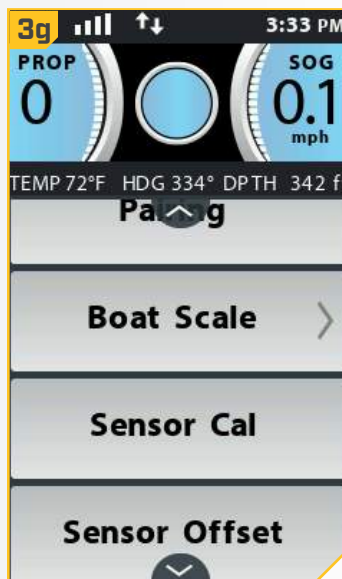 3g
3:33 PM
PROP
0
SOG
0.1
mph
TEMP 72°F HDG 334° DPTH 342 f
Pairing
Boat Scale
Sensor Cal
Sensor Offset